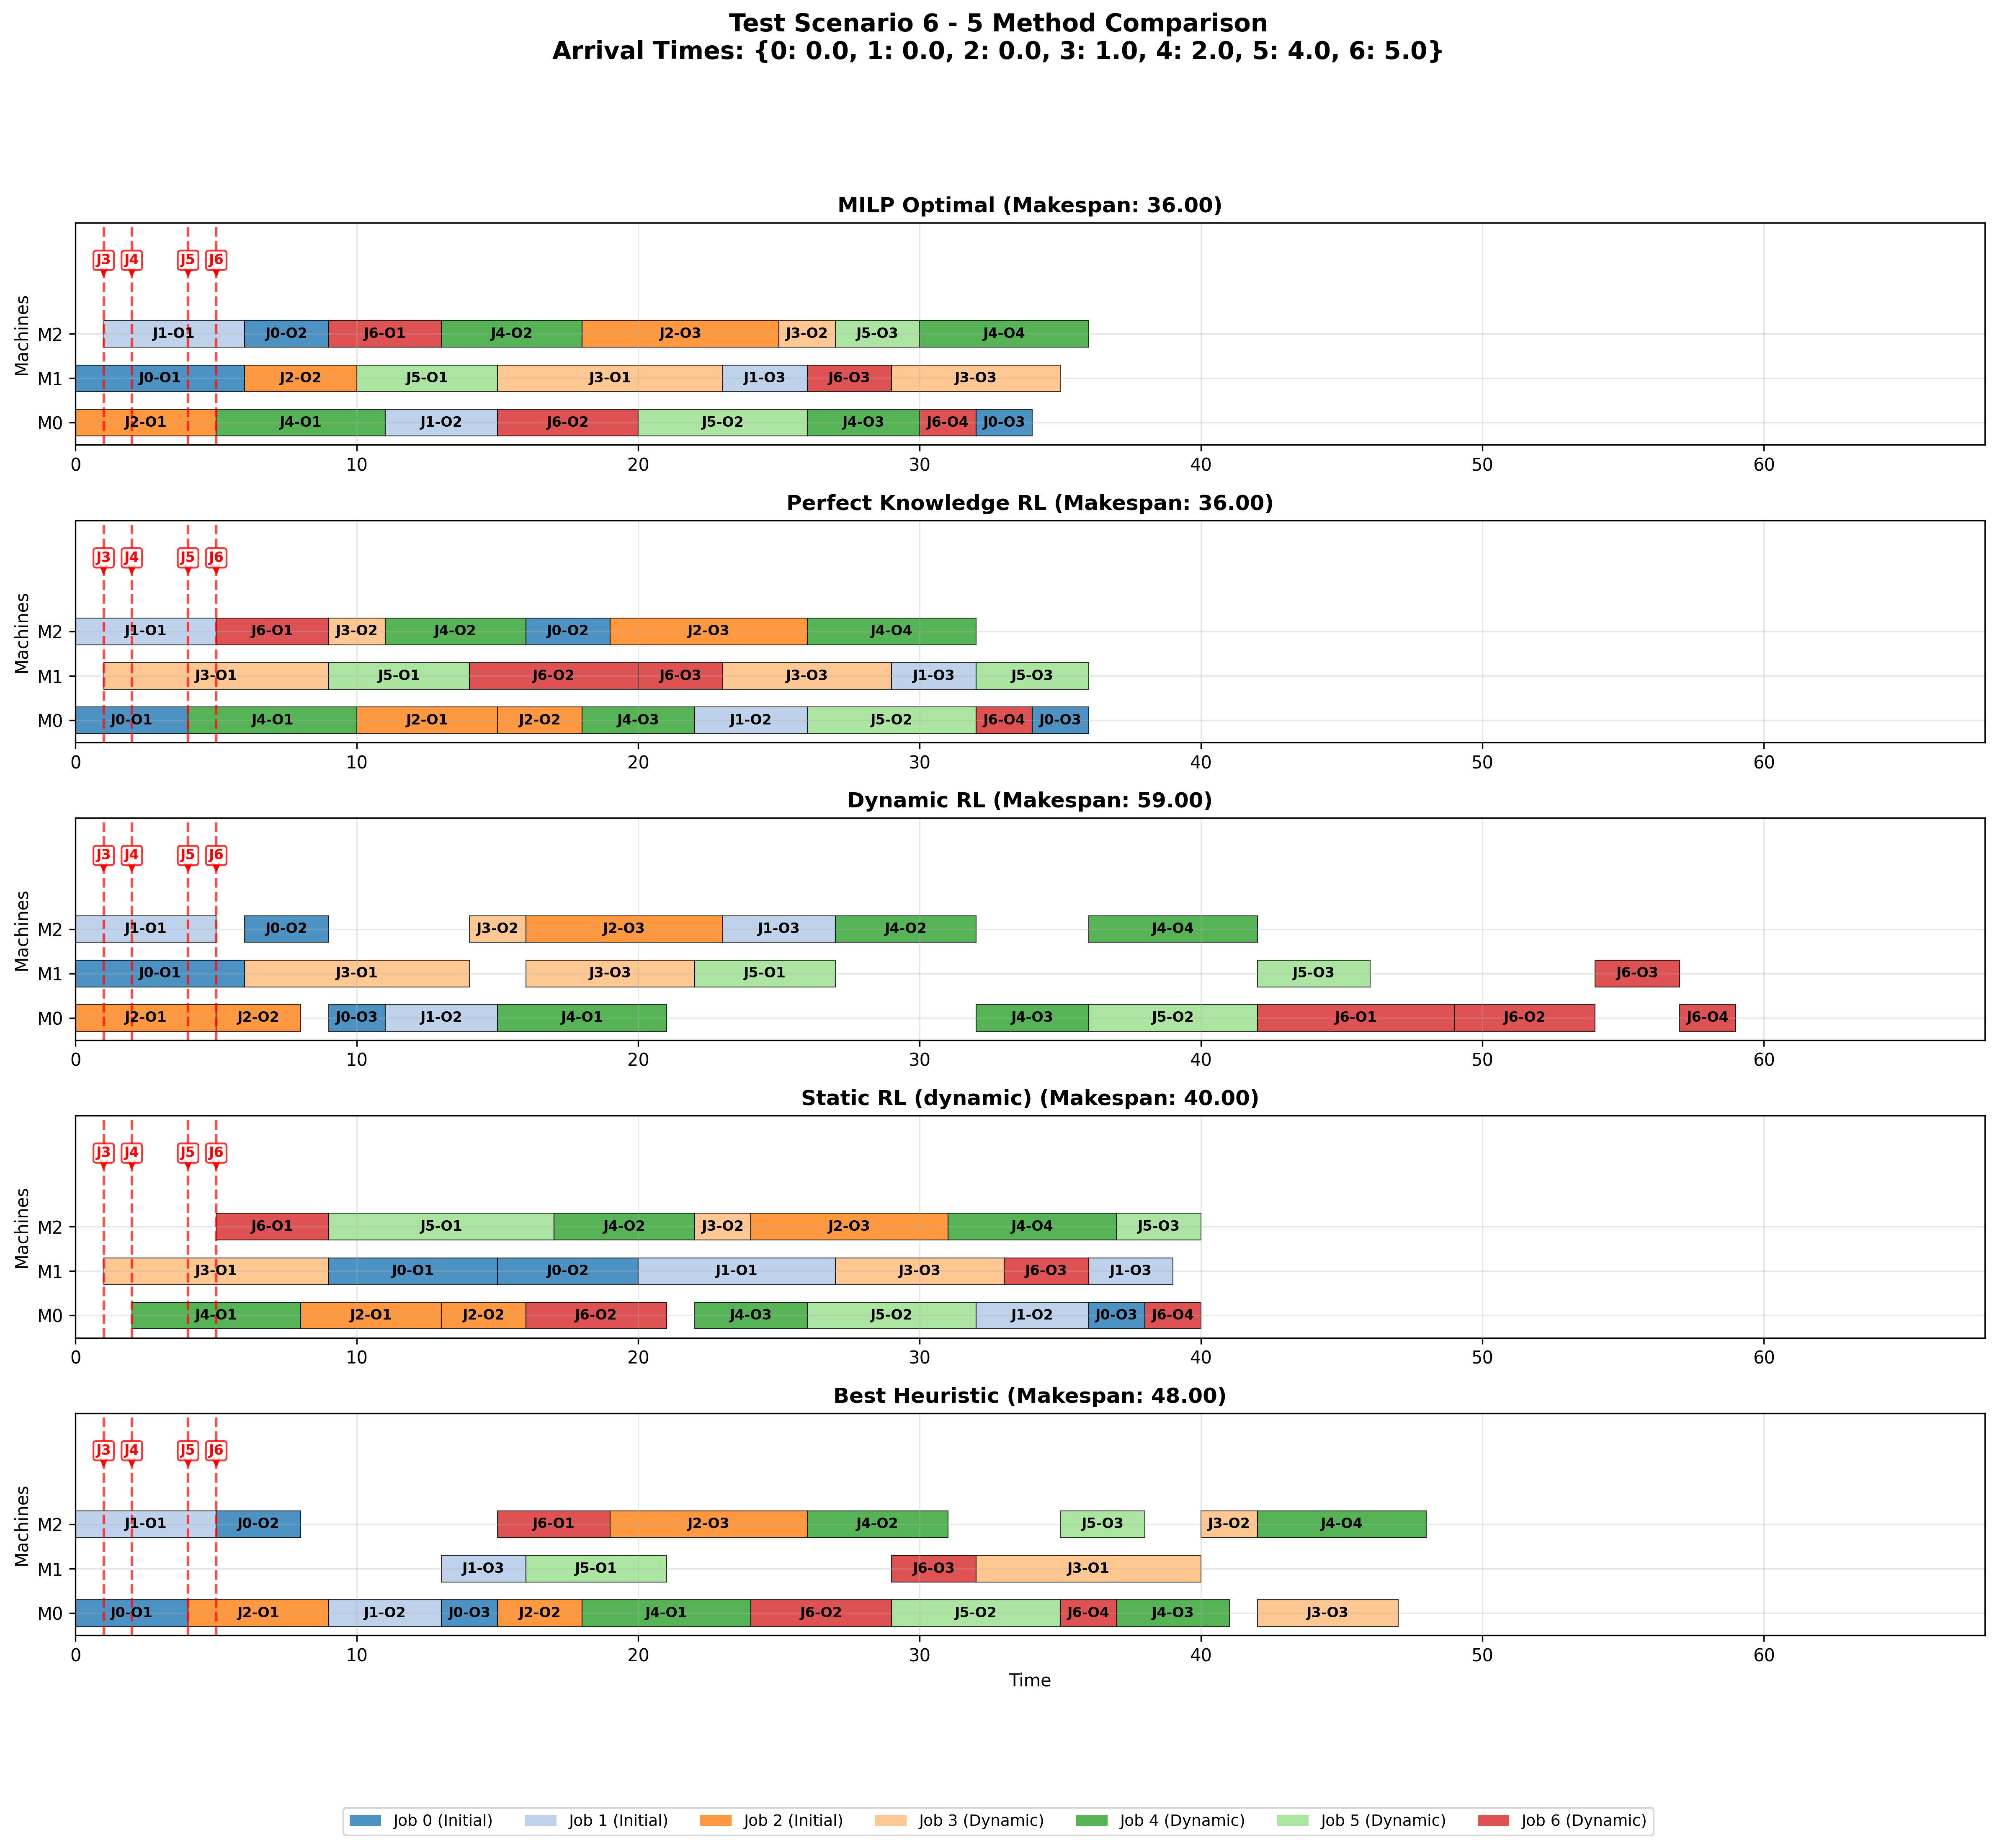 Test Scenario 6 - 5 Method Comparison
Arrival Times: {0: 0.0, 1: 0.0, 2: 0.0, 3: 1.0, 4: 2.0, 5: 4.0, 6: 5.0}
MILP Optimal (Makespan: 36.00)
J3 J4 J5 J6
Machines
M2 J1-O1 J0-O2 J6-O1 J4-O2 J2-O3 J3-O2 J5-O3 J4-O4
M1 J0-O1 J2-O2 J5-O1 J3-O1 J1-O3 J6-O3 J3-O3
M0 J2-O1 J4-O1 J1-O2 J6-O2 J5-O2 J4-O3 J6-O4 J0-O3
0 10 20 30 40 50 60
Perfect Knowledge RL (Makespan: 36.00)
J3 J4 J5 J6
Machines
M2 J1-O1 J6-O1 J3-O2 J4-O2 J0-O2 J2-O3 J4-O4
M1 J3-O1 J5-O1 J6-O2 J6-O3 J3-O3 J1-O3 J5-O3
M0 J0-O1 J4-O1 J2-O1 J2-O2 J4-O3 J1-O2 J5-O2 J6-O4 J0-O3
0 10 20 30 40 50 60
Dynamic RL (Makespan: 59.00)
J3 J4 J5 J6
Machines
M2 J1-O1 J0-O2 J3-O2 J2-O3 J1-O3 J4-O2 J4-O4
M1 J0-O1 J3-O1 J3-O3 J5-O1 J5-O3 J6-O3
M0 J2-O1 J2-O2 J0-O3 J1-O2 J4-O1 J4-O3 J5-O2 J6-O1 J6-O2 J6-O4
0 10 20 30 40 50 60
Static RL (dynamic) (Makespan: 40.00)
J3 J4 J5 J6
Machines
M2 J6-O1 J5-O1 J4-O2 J3-O2 J2-O3 J4-O4 J5-O3
M1 J3-O1 J0-O1 J0-O2 J1-O1 J3-O3 J6-O3 J1-O3
M0 J4-O1 J2-O1 J2-O2 J6-O2 J4-O3 J5-O2 J1-O2 J0-O3 J6-O4
0 10 20 30 40 50 60
Best Heuristic (Makespan: 48.00)
J3 J4 J5 J6
Machines
M2 J1-O1 J0-O2 J6-O1 J2-O3 J4-O2 J5-O3 J3-O2 J4-O4
M1 J1-O3 J5-O1 J6-O3 J3-O1
M0 J0-O1 J2-O1 J1-O2 J0-O3 J2-O2 J4-O1 J6-O2 J5-O2 J6-O4 J4-O3 J3-O3
0 10 20 30 40 50 60
Time
Job 0 (Initial) Job 1 (Initial) Job 2 (Initial) Job 3 (Dynamic) Job 4 (Dynamic) Job 5 (Dynamic) Job 6 (Dynamic)